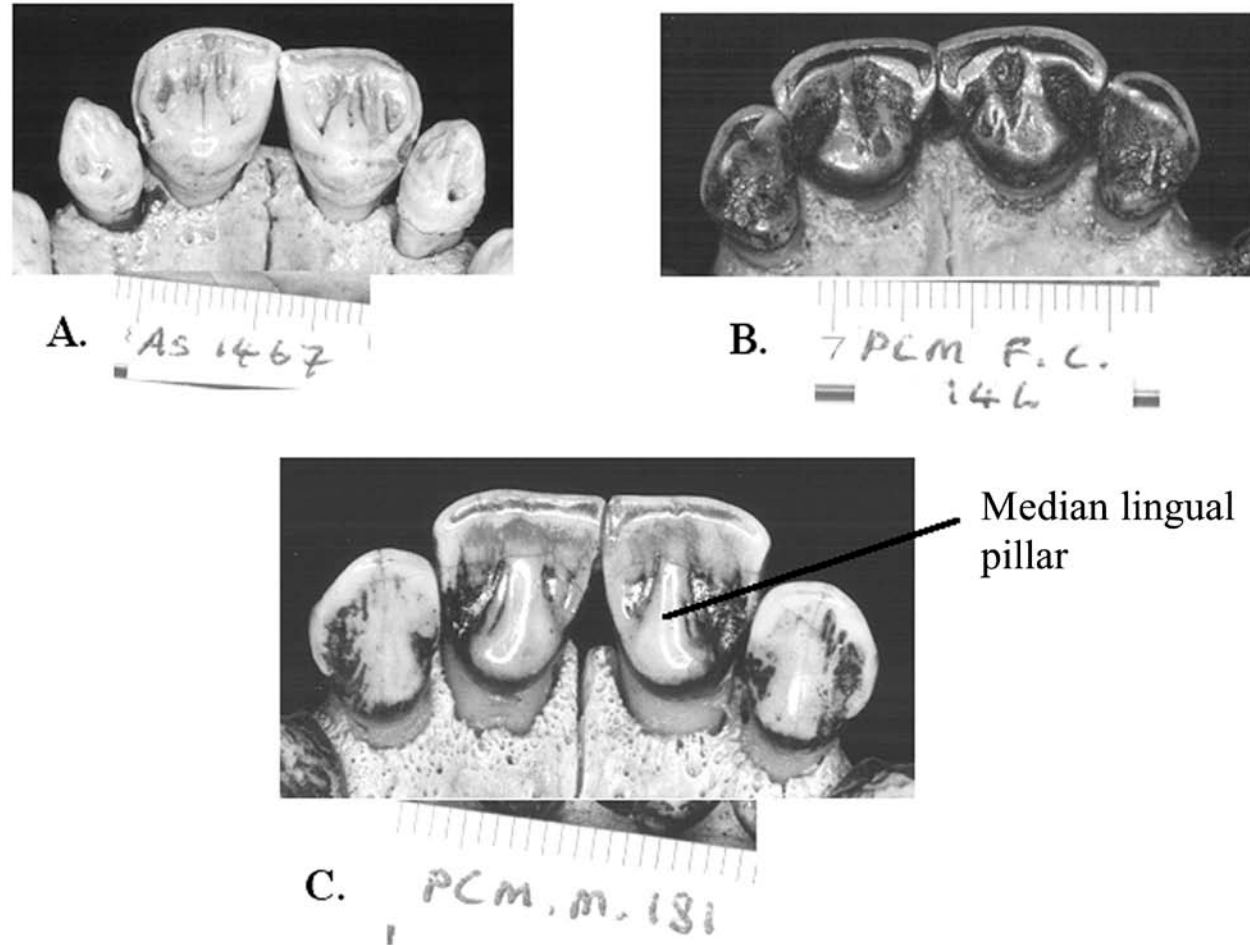 A.
AS 1467
B.
7 PCM F.C.
146
Median lingual
pillar
C.
PCM. M. 181